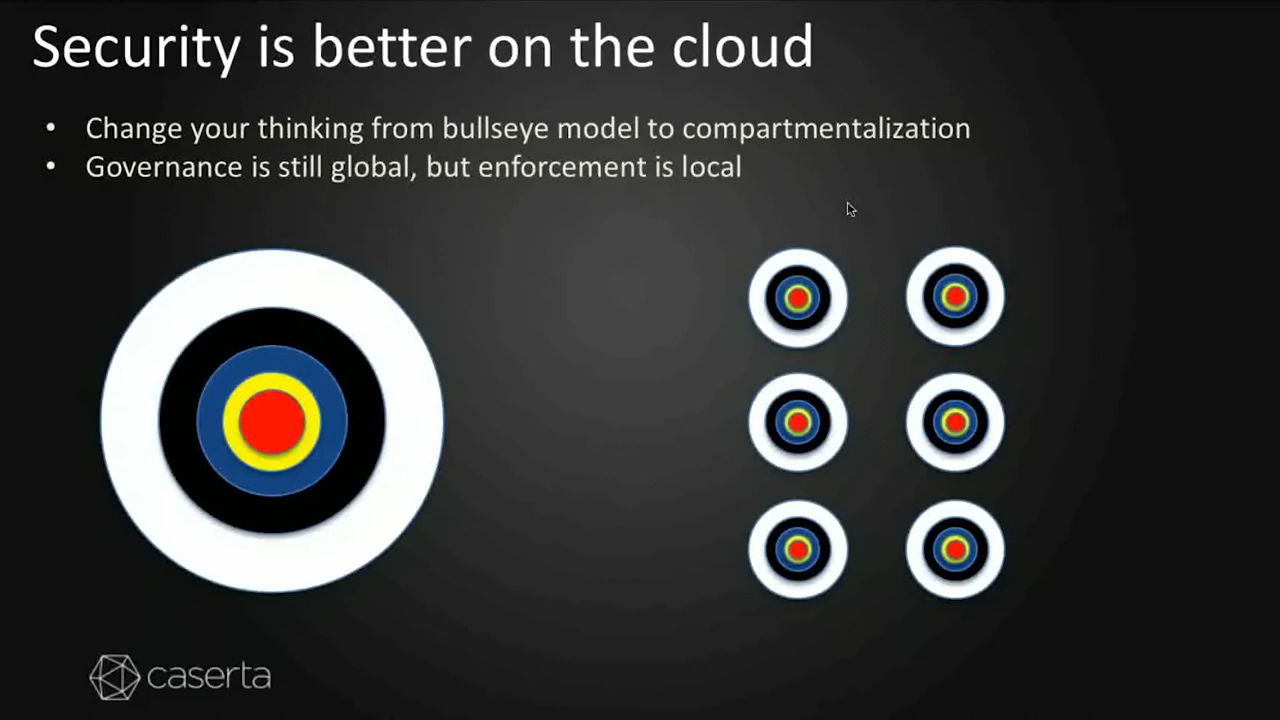 Security is better on the cloud
• Change your thinking from bullseye model to compartmentalization
• Governance is still global, but enforcement is local
caserta